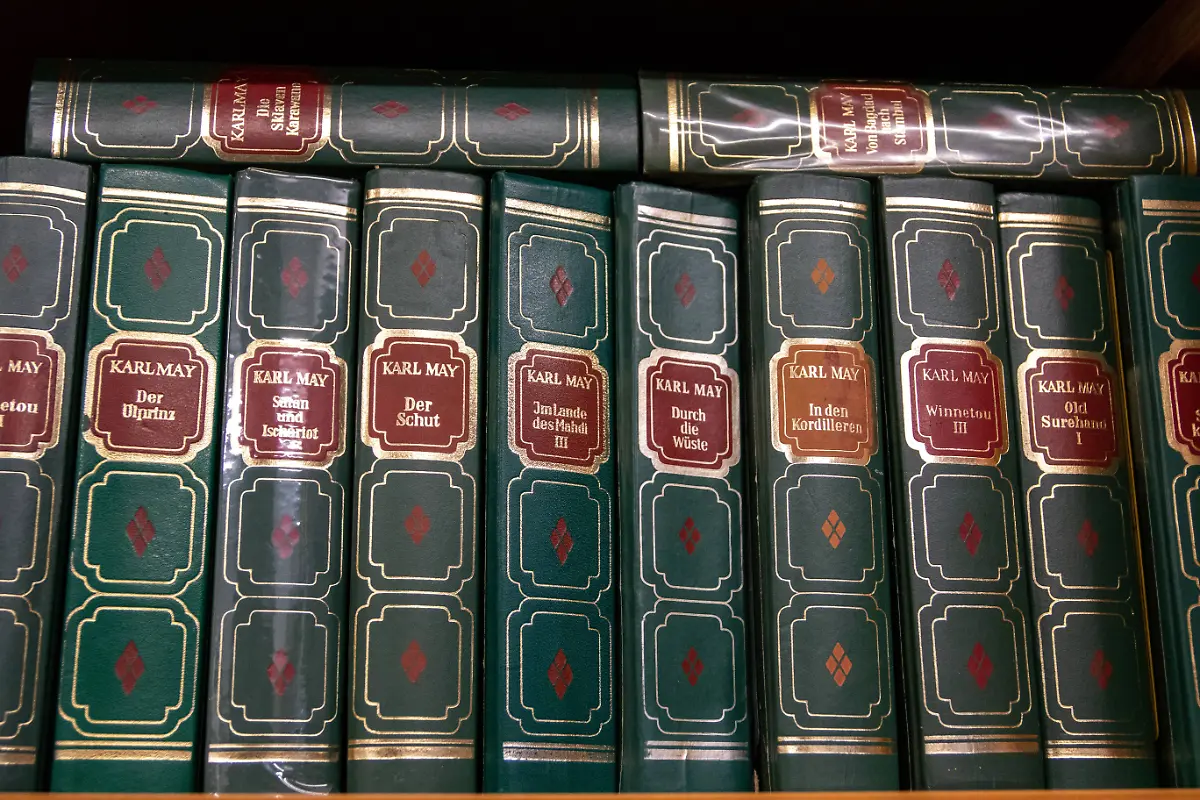 KARL MAY
Die
Sklaven
Karawane
KARL MAY
Von Bagdad
nach
Stambul
MAY
netou
I
KARL MAY
Der
Ölprinz
KARL MAY
Satan
und
Ischariot
KARL MAY
Der
Schut
KARL MAY
Im Lande
des Mahdi
III
KARL MAY
Durch
die
Wüste
KARL MAY
In den
Kordilleren
KARL MAY
Winnetou
III
KARL MAY
Old
Surehand
I
K